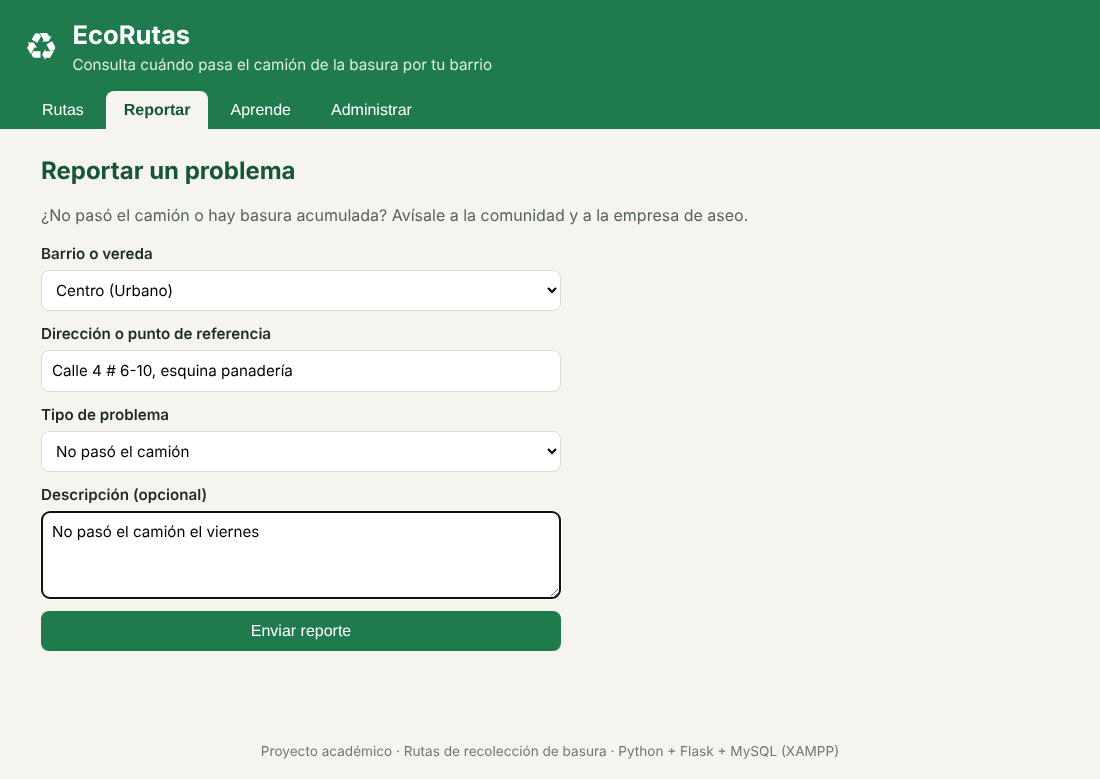 EcoRutas
Consulta cuándo pasa el camión de la basura por tu barrio
Rutas
Reportar
Aprende
Administrar
Reportar un problema
¿No pasó el camión o hay basura acumulada? Avísale a la comunidad y a la empresa de aseo.
Barrio o vereda
Centro (Urbano)
Dirección o punto de referencia
Calle 4 # 6-10, esquina panadería
Tipo de problema
No pasó el camión
Descripción (opcional)
No pasó el camión el viernes
Enviar reporte
Proyecto académico · Rutas de recolección de basura · Python + Flask + MySQL (XAMPP)